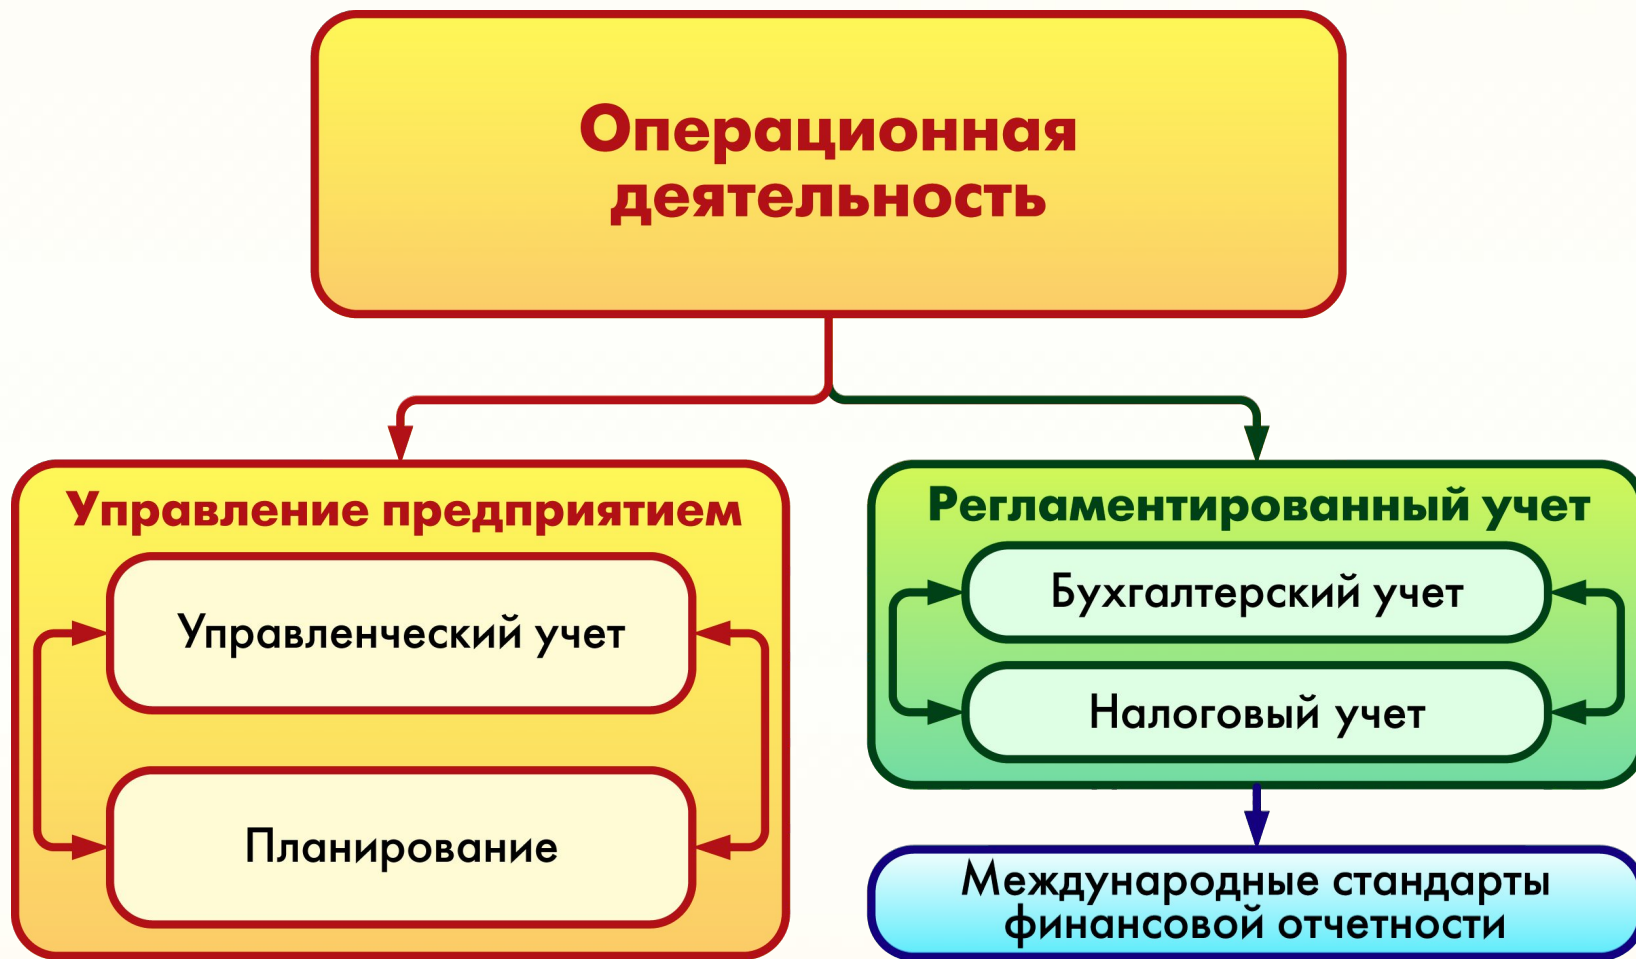 Операционная
деятельность
Управление предприятием
Управленческий учет
Планирование
Регламентированный учет
Бухгалтерский учет
Налоговый учет
Международные стандарты
финансовой отчетности